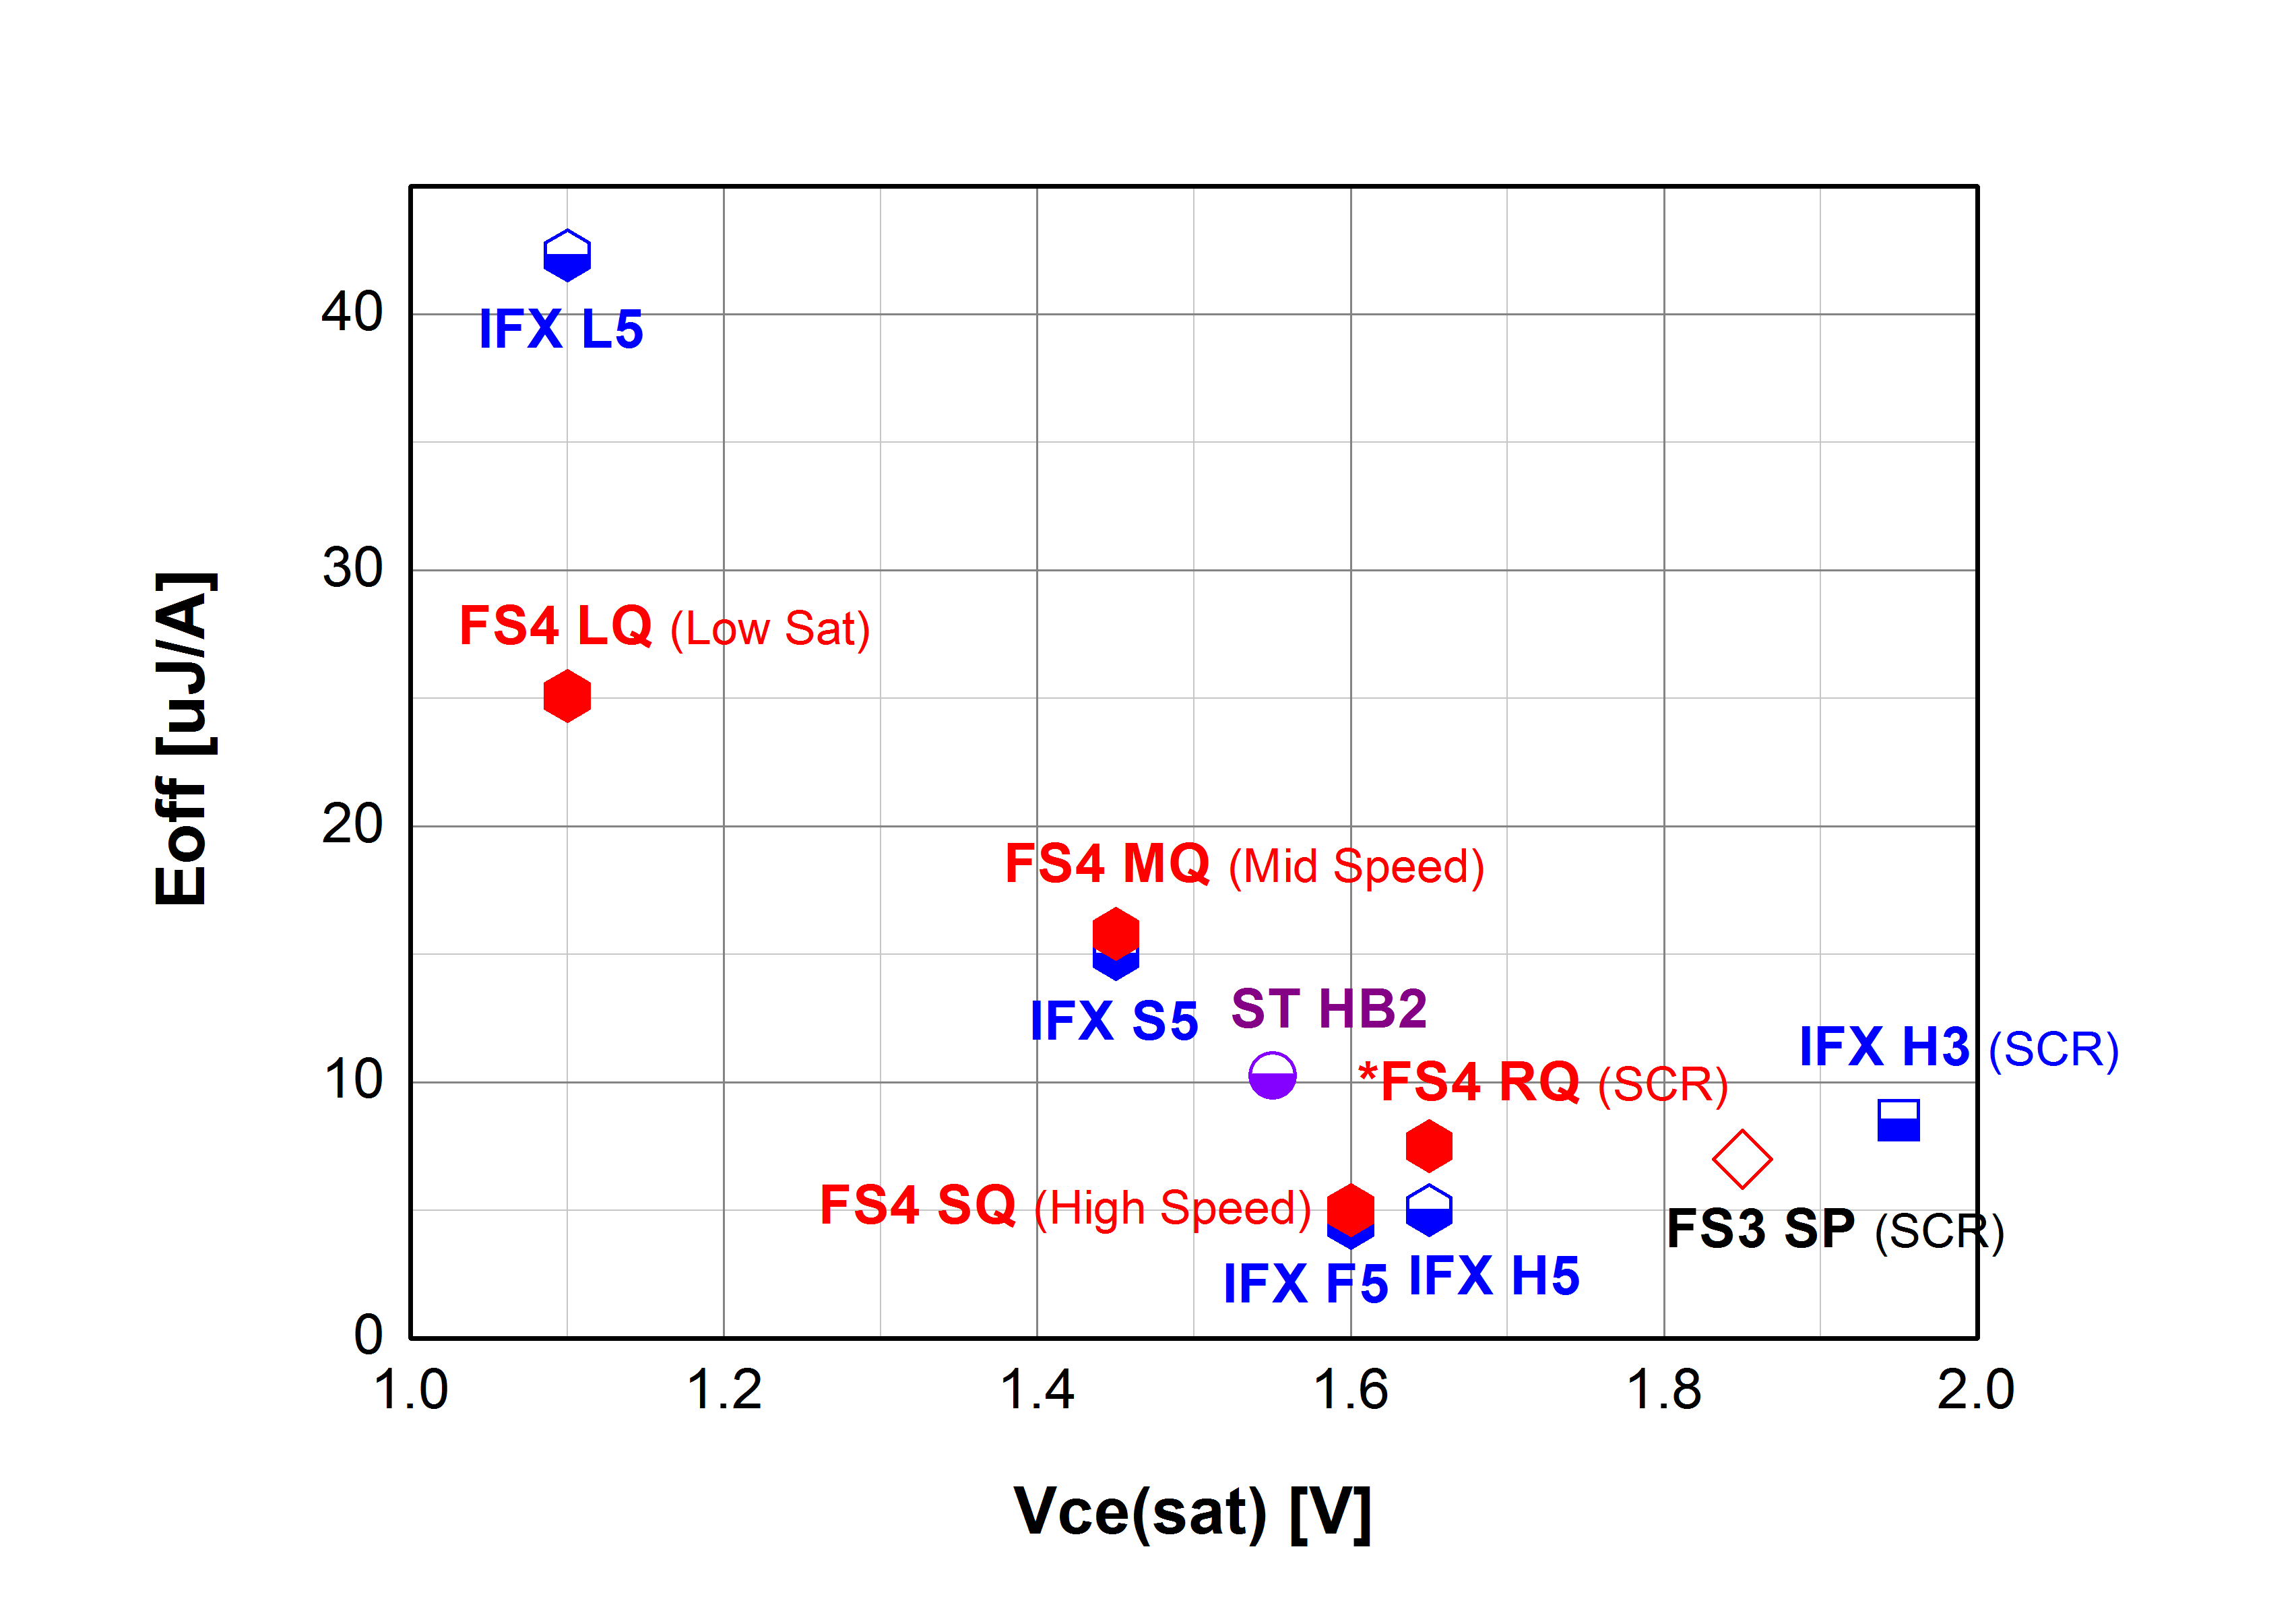 40
IFX L5
30
FS4 LQ (Low Sat)
Eoff [uJ/A]
20
FS4 MQ (Mid Speed)
ST HB2
IFX S5
IFX H3 (SCR)
10
*FS4 RQ (SCR)
FS4 SQ (High Speed)
FS3 SP (SCR)
IFX F5
IFX H5
0
1.0 1.2 1.4 1.6 1.8 2.0
Vce(sat) [V]